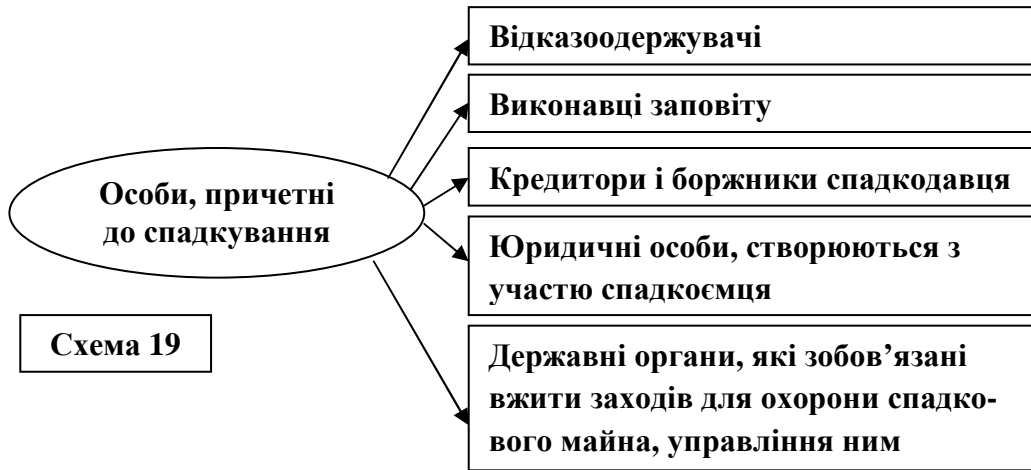 Відказоодержувачі
Виконавці заповіту
Особи, причетні
до спадкування
Кредитори і боржники спадкодавця
Юридичні особи, створюються з
участю спадкоємця
Схема 19
Державні органи, які зобов’язані
вжити заходів для охорони спадко-
вого майна, управління ним